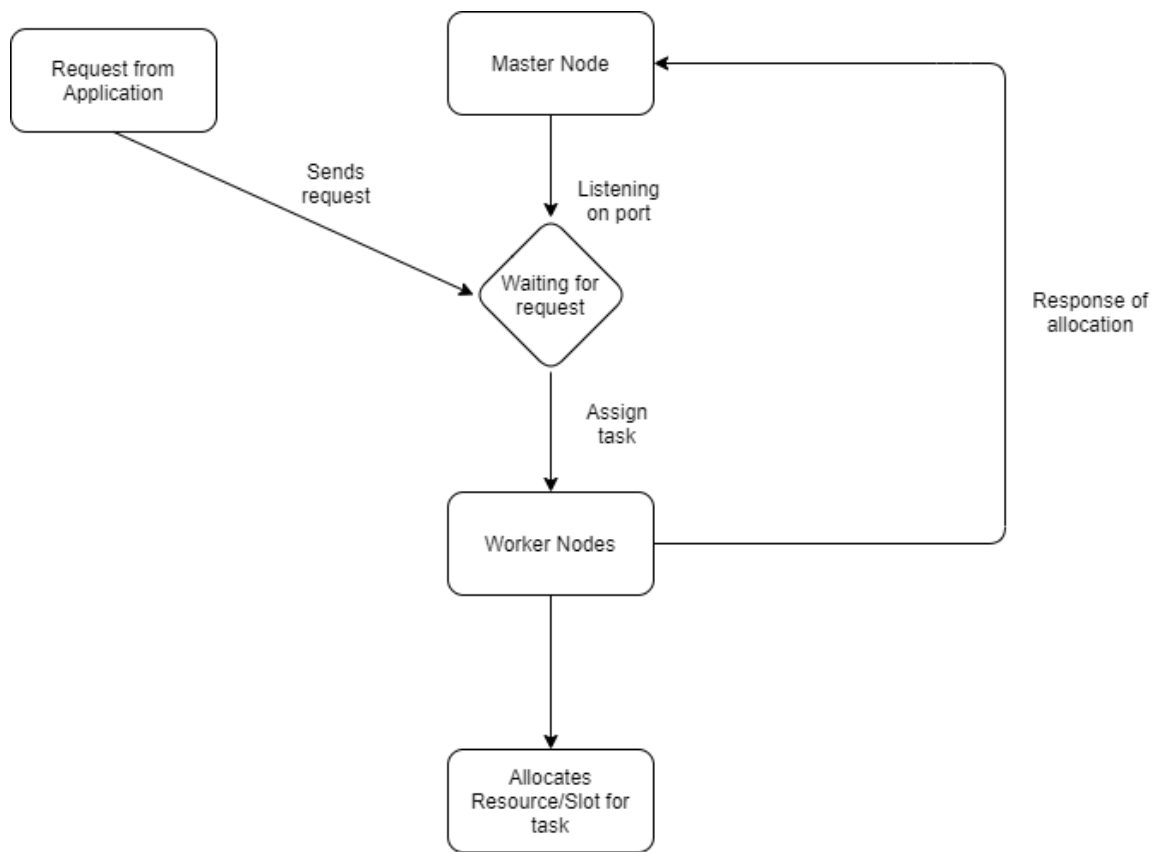 Request from
Application
Master Node
Sends
request
Listening
on port
Waiting for
request
Response of
allocation
Assign
task
Worker Nodes
Allocates
Resource/Slot for
task